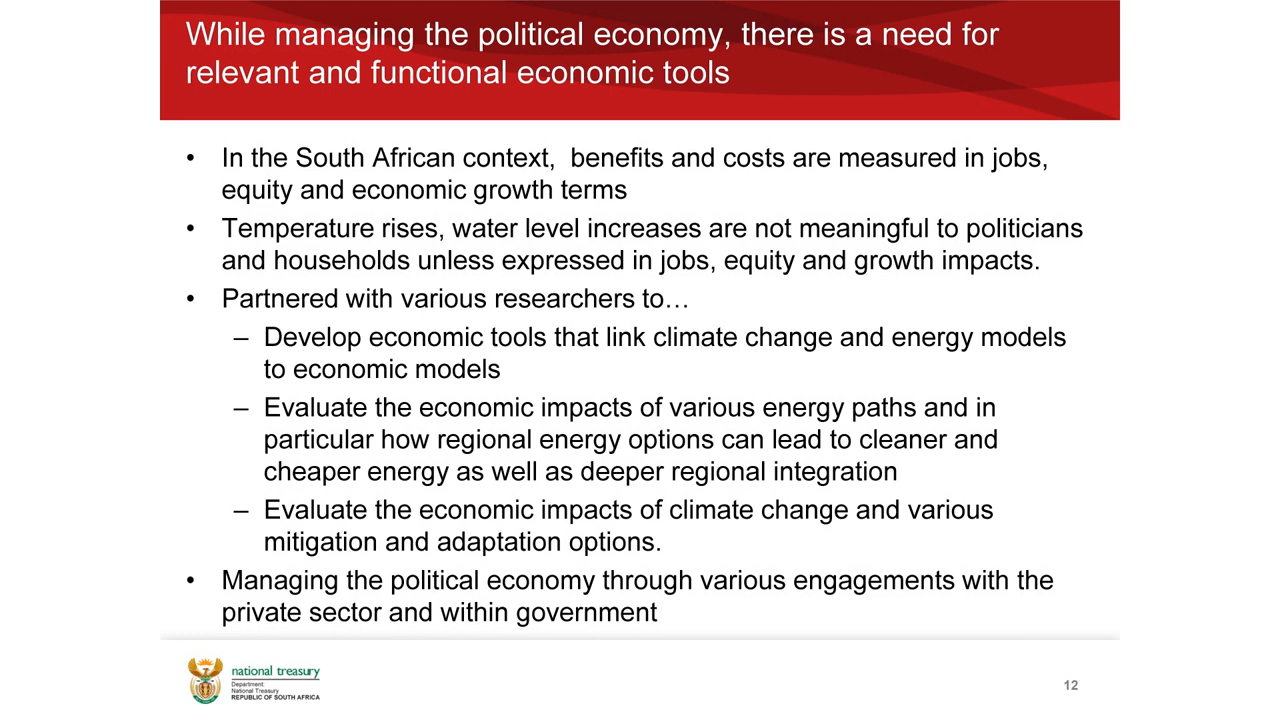 While managing the political economy, there is a need for
relevant and functional economic tools
• In the South African context,  benefits and costs are measured in jobs,
equity and economic growth terms
• Temperature rises, water level increases are not meaningful to politicians
and households unless expressed in jobs, equity and growth impacts.
• Partnered with various researchers to…
– Develop economic tools that link climate change and energy models
to economic models
– Evaluate the economic impacts of various energy paths and in
particular how regional energy options can lead to cleaner and
cheaper energy as well as deeper regional integration
– Evaluate the economic impacts of climate change and various
mitigation and adaptation options.
• Managing the political economy through various engagements with the
private sector and within government
national treasury
Department
National Treasury
REPUBLIC OF SOUTH AFRICA
12